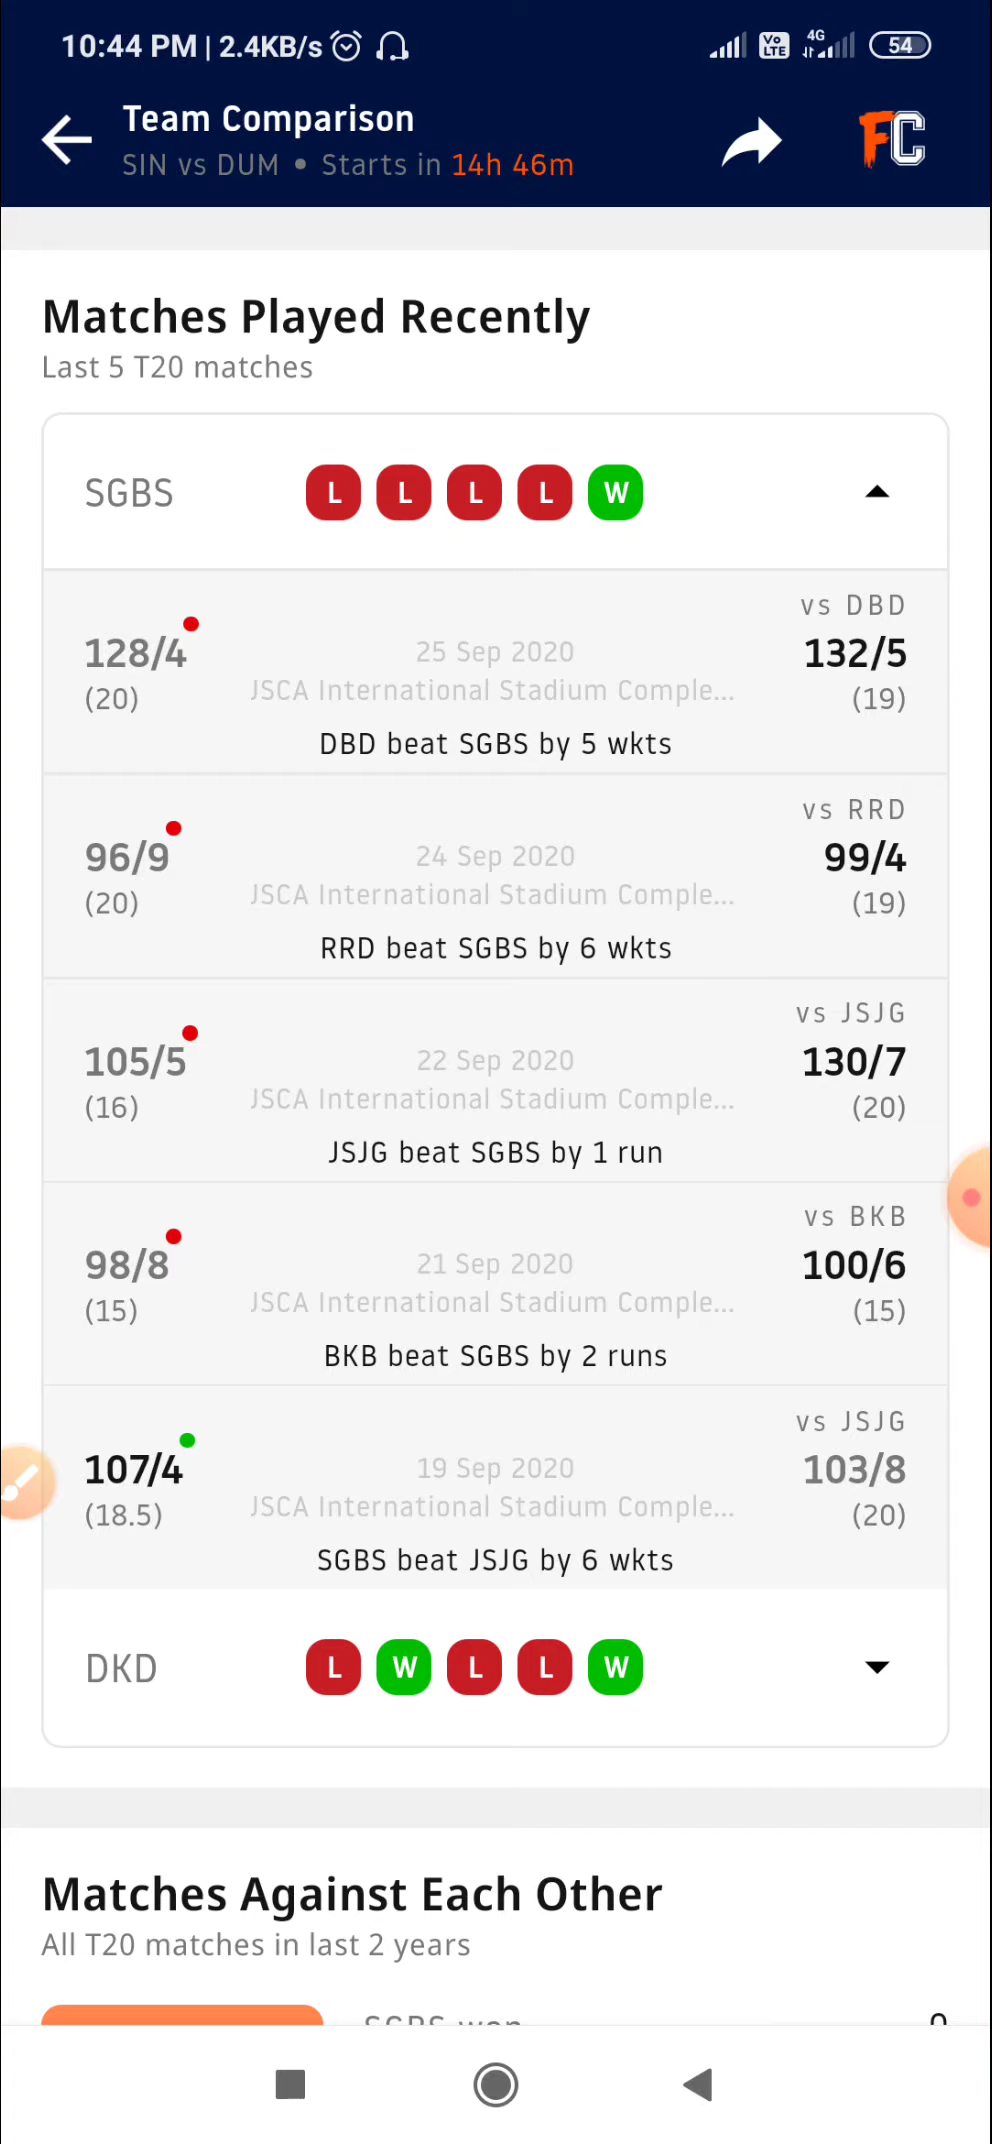 10:44 PM | 2.4KB/s Vo LTE 4G 54
Team Comparison
SIN vs DUM • Starts in 14h 46m
FC
Matches Played Recently
Last 5 T20 matches
SGBS L L L L W
vs DBD
128/4 25 Sep 2020 132/5
(20) JSCA International Stadium Comple... (19)
DBD beat SGBS by 5 wkts
vs RRD
96/9 24 Sep 2020 99/4
(20) JSCA International Stadium Comple... (19)
RRD beat SGBS by 6 wkts
vs JSJG
105/5 22 Sep 2020 130/7
(16) JSCA International Stadium Comple... (20)
JSJG beat SGBS by 1 run
vs BKB
98/8 21 Sep 2020 100/6
(15) JSCA International Stadium Comple... (15)
BKB beat SGBS by 2 runs
vs JSJG
107/4 19 Sep 2020 103/8
(18.5) JSCA International Stadium Comple... (20)
SGBS beat JSJG by 6 wkts
DKD L W L L W
Matches Against Each Other
All T20 matches in last 2 years
SGBS won